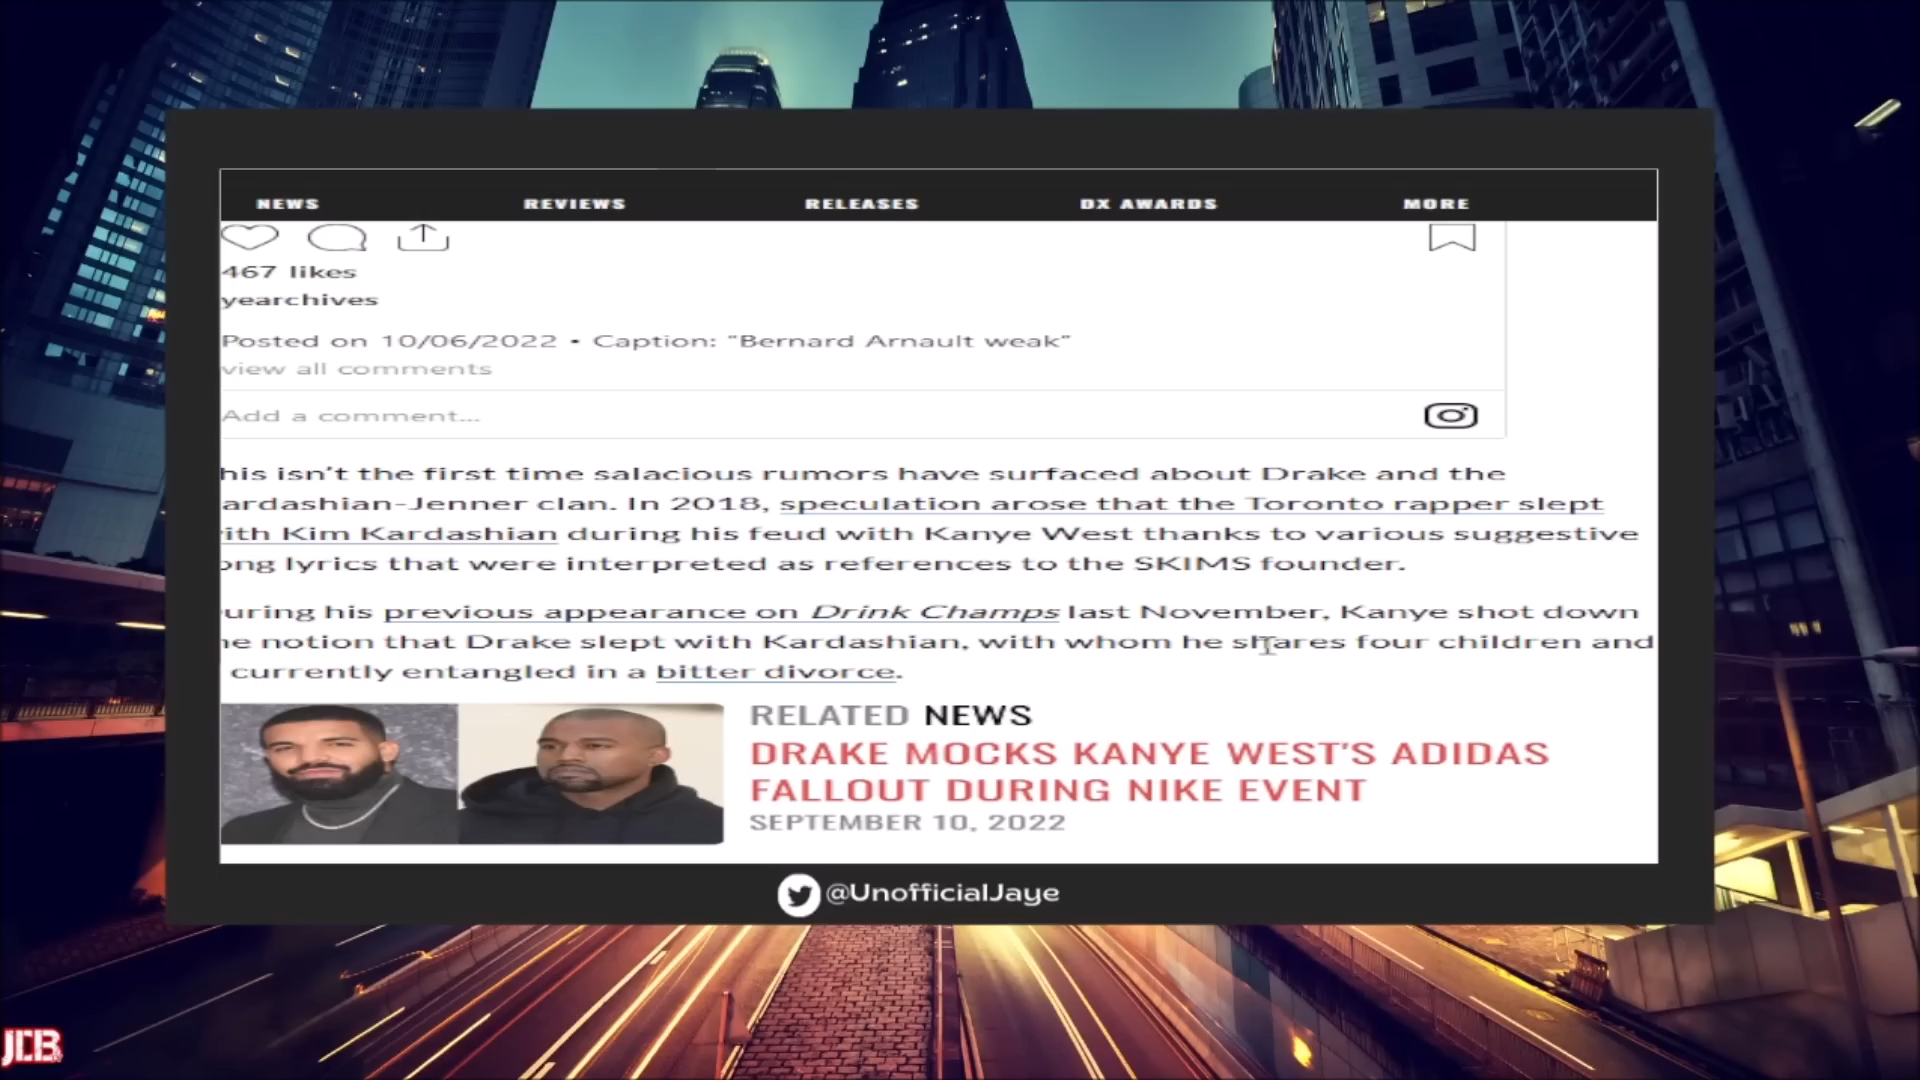 NEWS REVIEWS RELEASES DX AWARDS MORE
467 likes
yearchives
Posted on 10/06/2022 • Caption: "Bernard Arnault weak"
view all comments
Add a comment...
his isn't the first time salacious rumors have surfaced about Drake and the
ardashian-Jenner clan. In 2018, speculation arose that the Toronto rapper slept
ith Kim Kardashian during his feud with Kanye West thanks to various suggestive
ong lyrics that were interpreted as references to the SKIMS founder.
uring his previous appearance on Drink Champs last November, Kanye shot down
he notion that Drake slept with Kardashian, with whom he shares four children and
currently entangled in a bitter divorce.
RELATED NEWS
DRAKE MOCKS KANYE WEST'S ADIDAS
FALLOUT DURING NIKE EVENT
SEPTEMBER 10, 2022
@UnofficialJaye
JCB